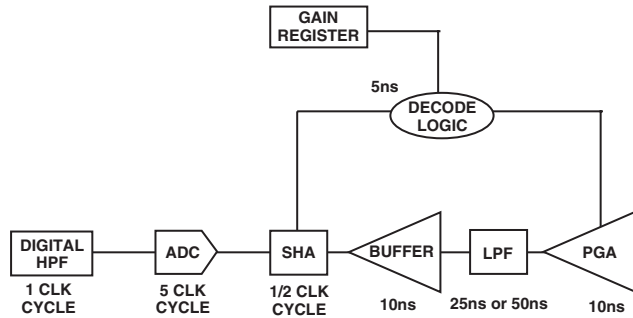 GAIN
REGISTER
5ns
DECODE
LOGIC
DIGITAL
HPF
ADC
SHA
BUFFER
LPF
PGA
1 CLK
CYCLE
5 CLK
CYCLE
1/2 CLK
CYCLE
10ns
25ns or 50ns
10ns